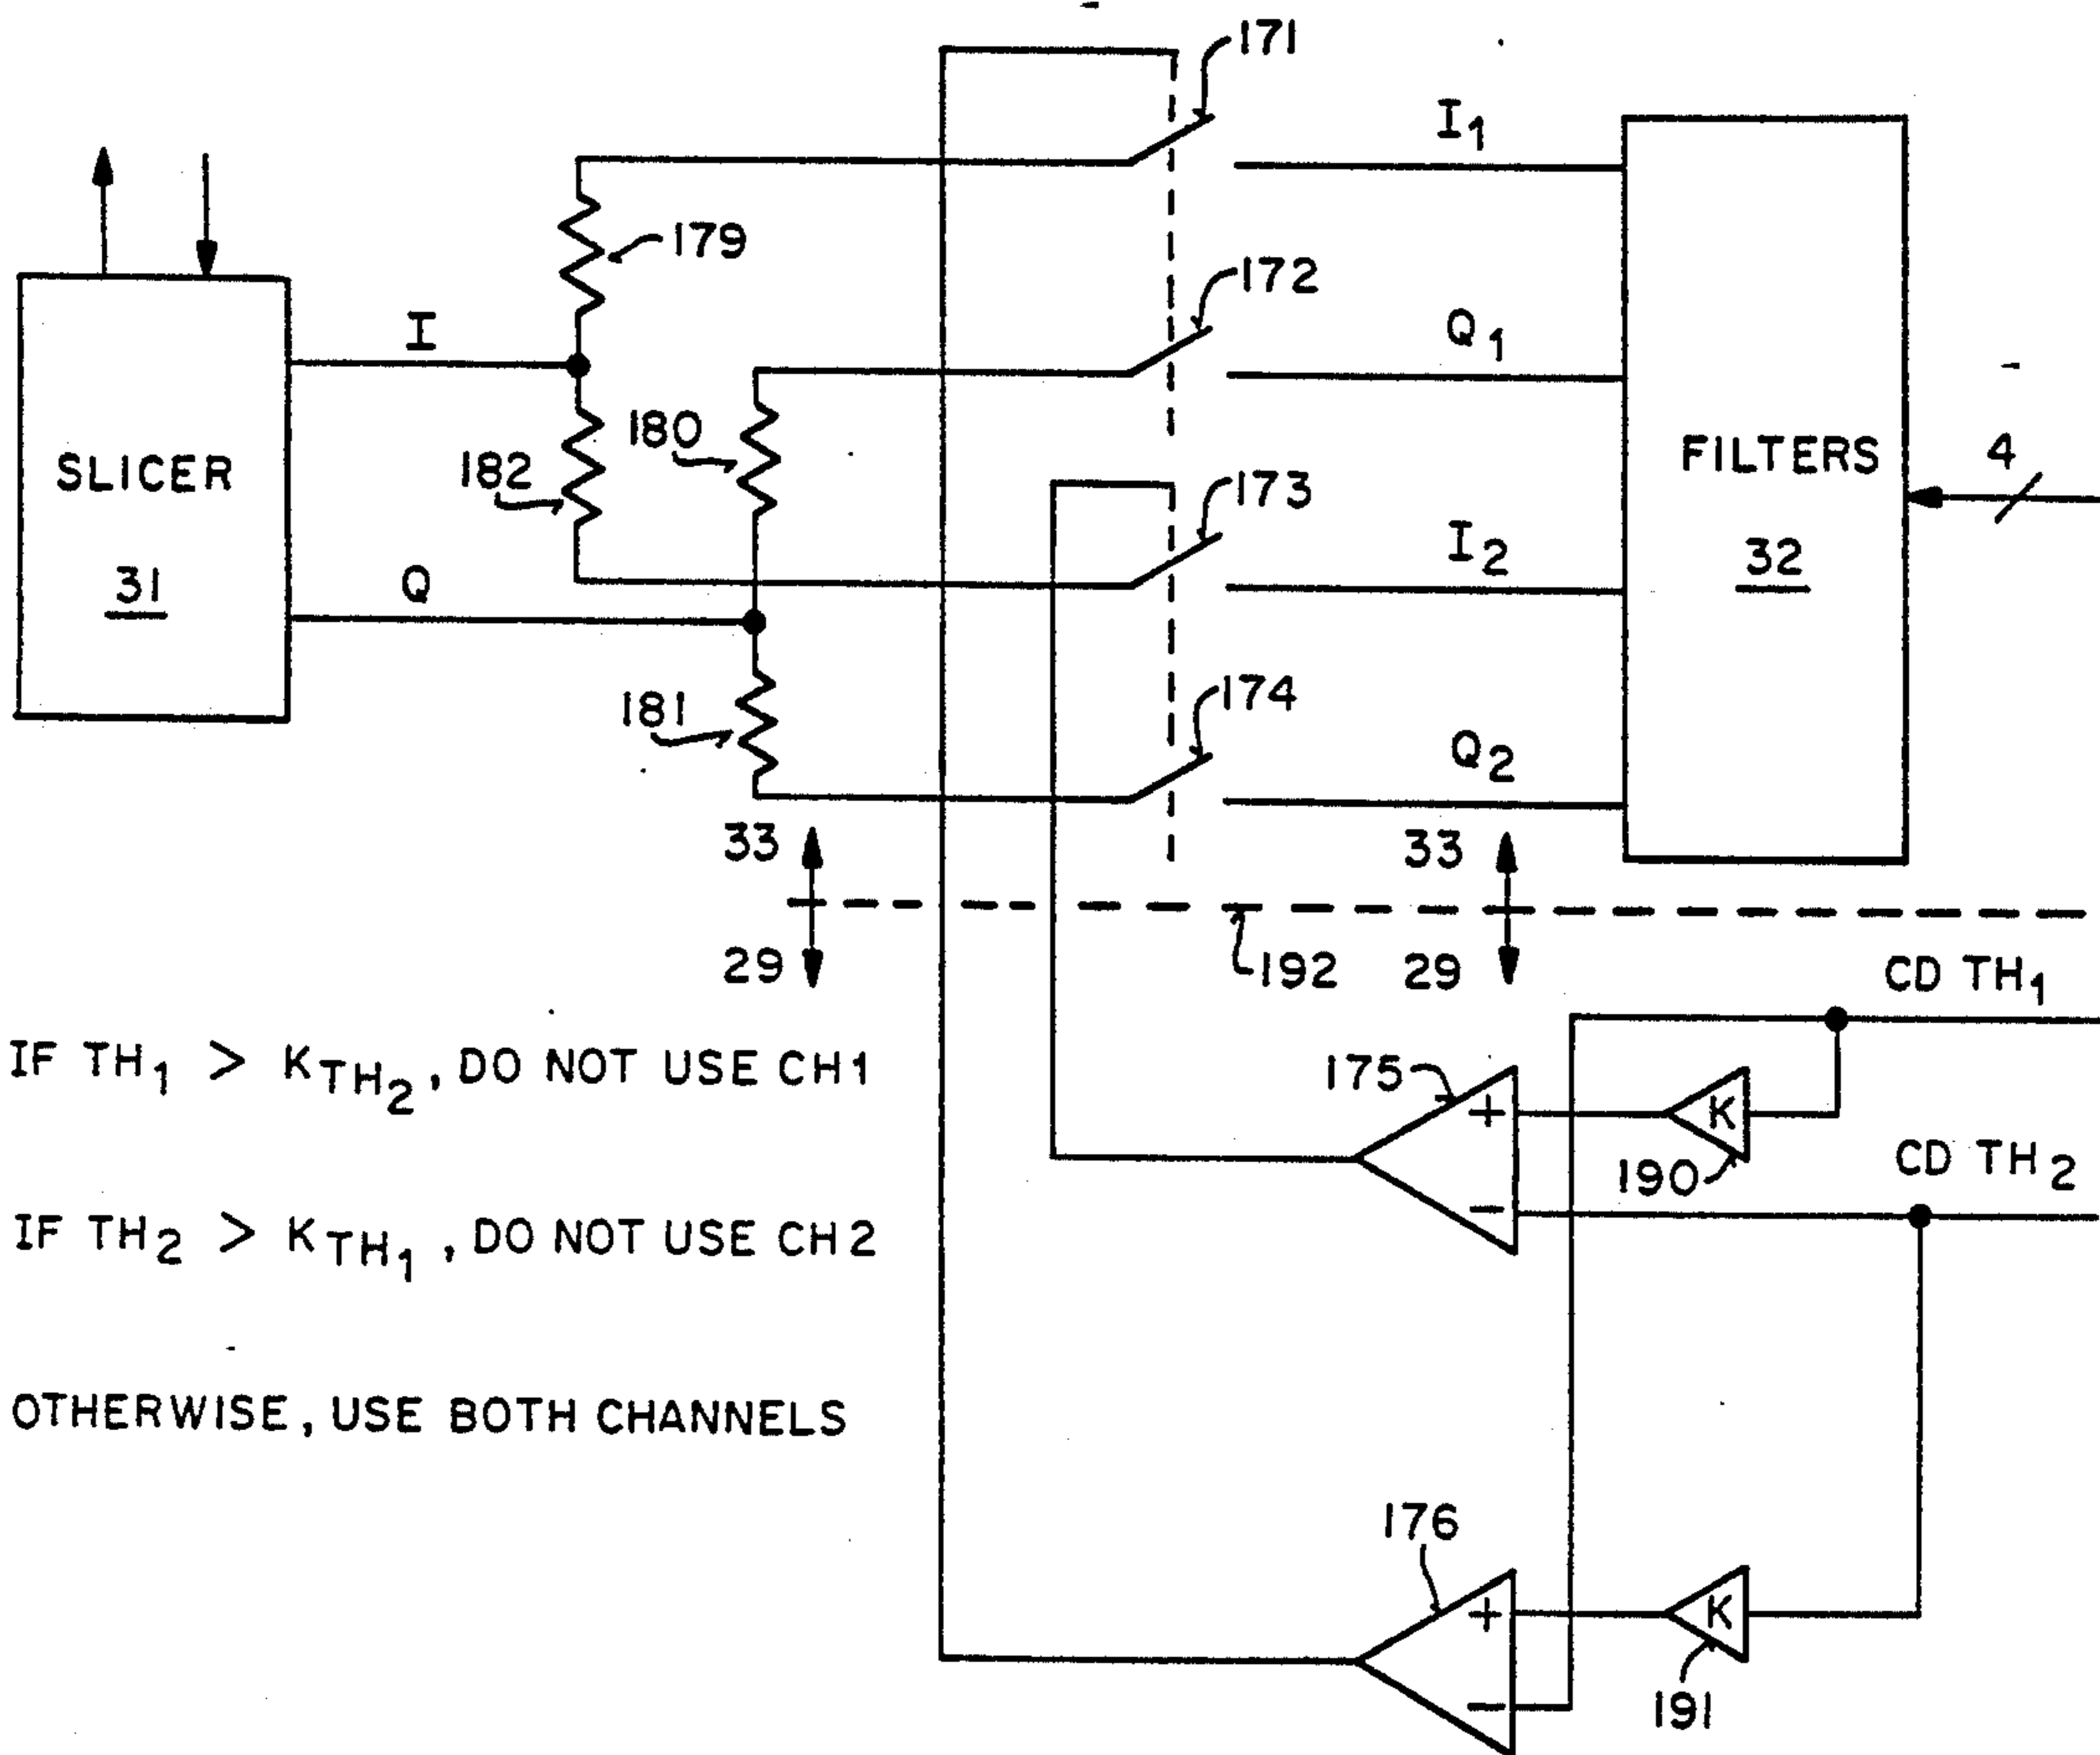 171
I1
179
172
I
Q1
SLICER
182
180
FILTERS
4
173
31
Q
I2
32
181
174
Q2
33
33
29
192
29
CD TH1
IF TH1 > KTH2, DO NOT USE CH1
175
+
K
190
CD TH2
−
IF TH2 > KTH1, DO NOT USE CH2
OTHERWISE, USE BOTH CHANNELS
176
+
K
−
191